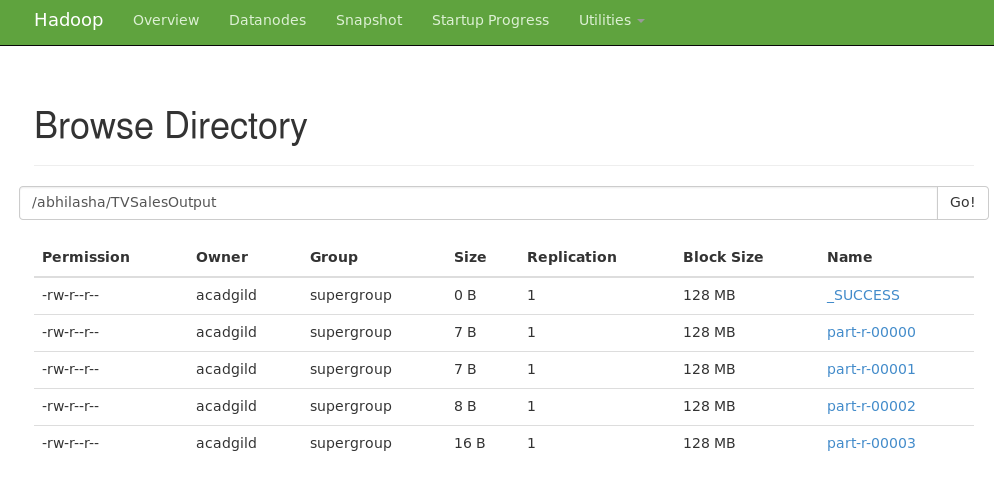 Hadoop Overview Datanodes Snapshot Startup Progress Utilities
Browse Directory
/abhilasha/TVSalesOutput Go!
Permission Owner Group Size Replication Block Size Name
-rw-r--r-- acadgild supergroup 0 B 1 128 MB _SUCCESS
-rw-r--r-- acadgild supergroup 7 B 1 128 MB part-r-00000
-rw-r--r-- acadgild supergroup 7 B 1 128 MB part-r-00001
-rw-r--r-- acadgild supergroup 8 B 1 128 MB part-r-00002
-rw-r--r-- acadgild supergroup 16 B 1 128 MB part-r-00003